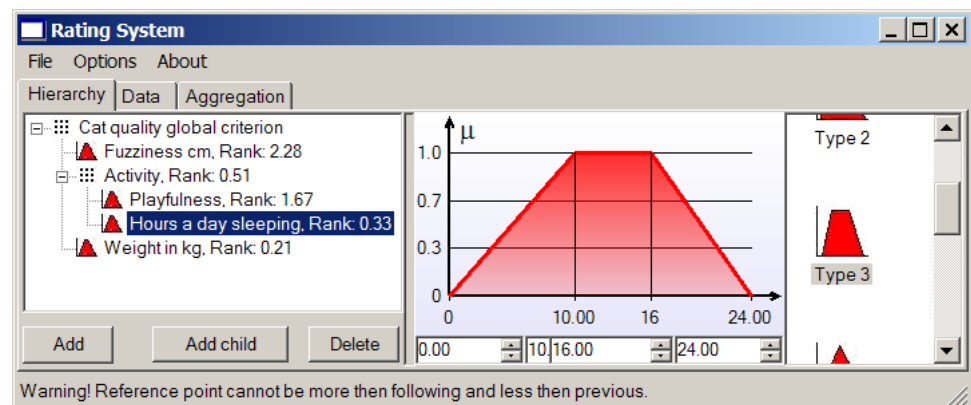 Rating System
File Options About
Hierarchy Data Aggregation
Cat quality global criterion
Fuzziness cm, Rank: 2.28
Activity, Rank: 0.51
Playfulness, Rank: 1.67
Hours a day sleeping, Rank: 0.33
Weight in kg, Rank: 0.21
Add Add child Delete
μ
1.0
0.7
0.3
0
0 10.00 16 24.00
0.00 10. 16.00 24.00
Type 2
Type 3
Warning! Reference point cannot be more then following and less then previous.